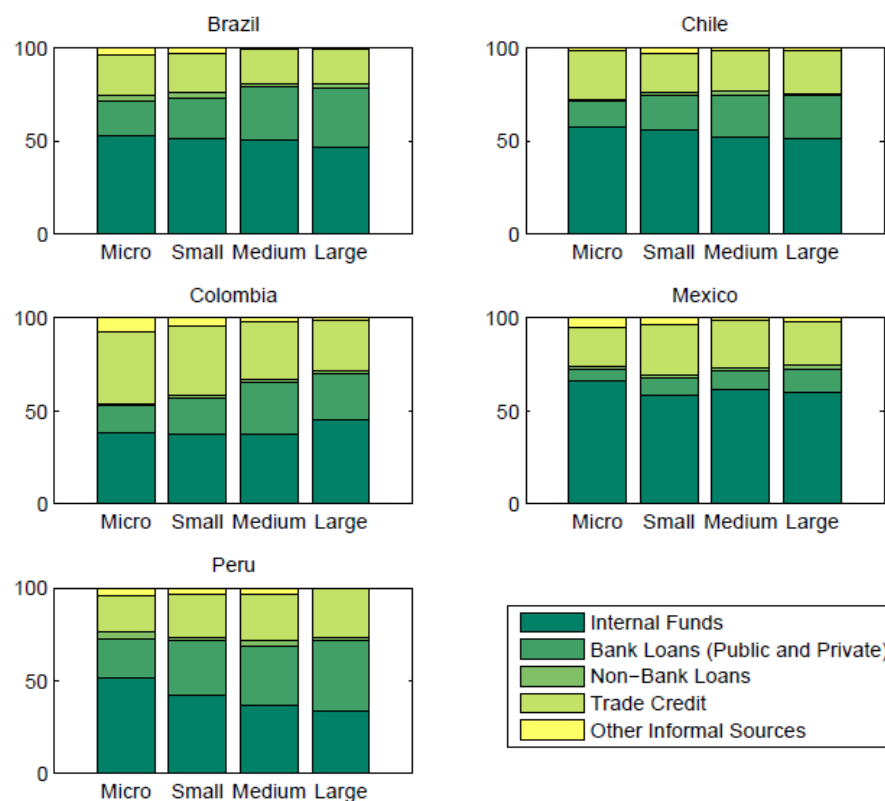 Brazil
100
50
0
Micro Small Medium Large
Chile
100
50
0
Micro Small Medium Large
Colombia
100
50
0
Micro Small Medium Large
Mexico
100
50
0
Micro Small Medium Large
Peru
100
50
0
Micro Small Medium Large
Internal Funds
Bank Loans (Public and Private)
Non−Bank Loans
Trade Credit
Other Informal Sources